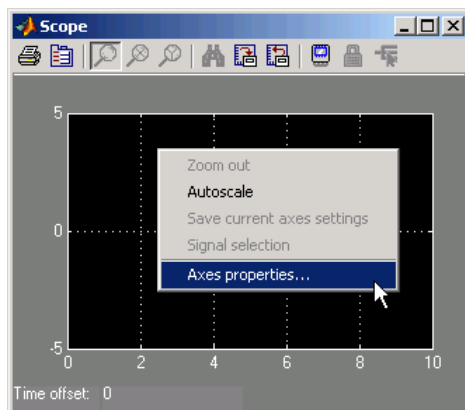 Scope
5
Zoom out
Autoscale
Save current axes settings
0
Signal selection
Axes properties...
-5
0 2 4 6 8 10
Time offset: 0